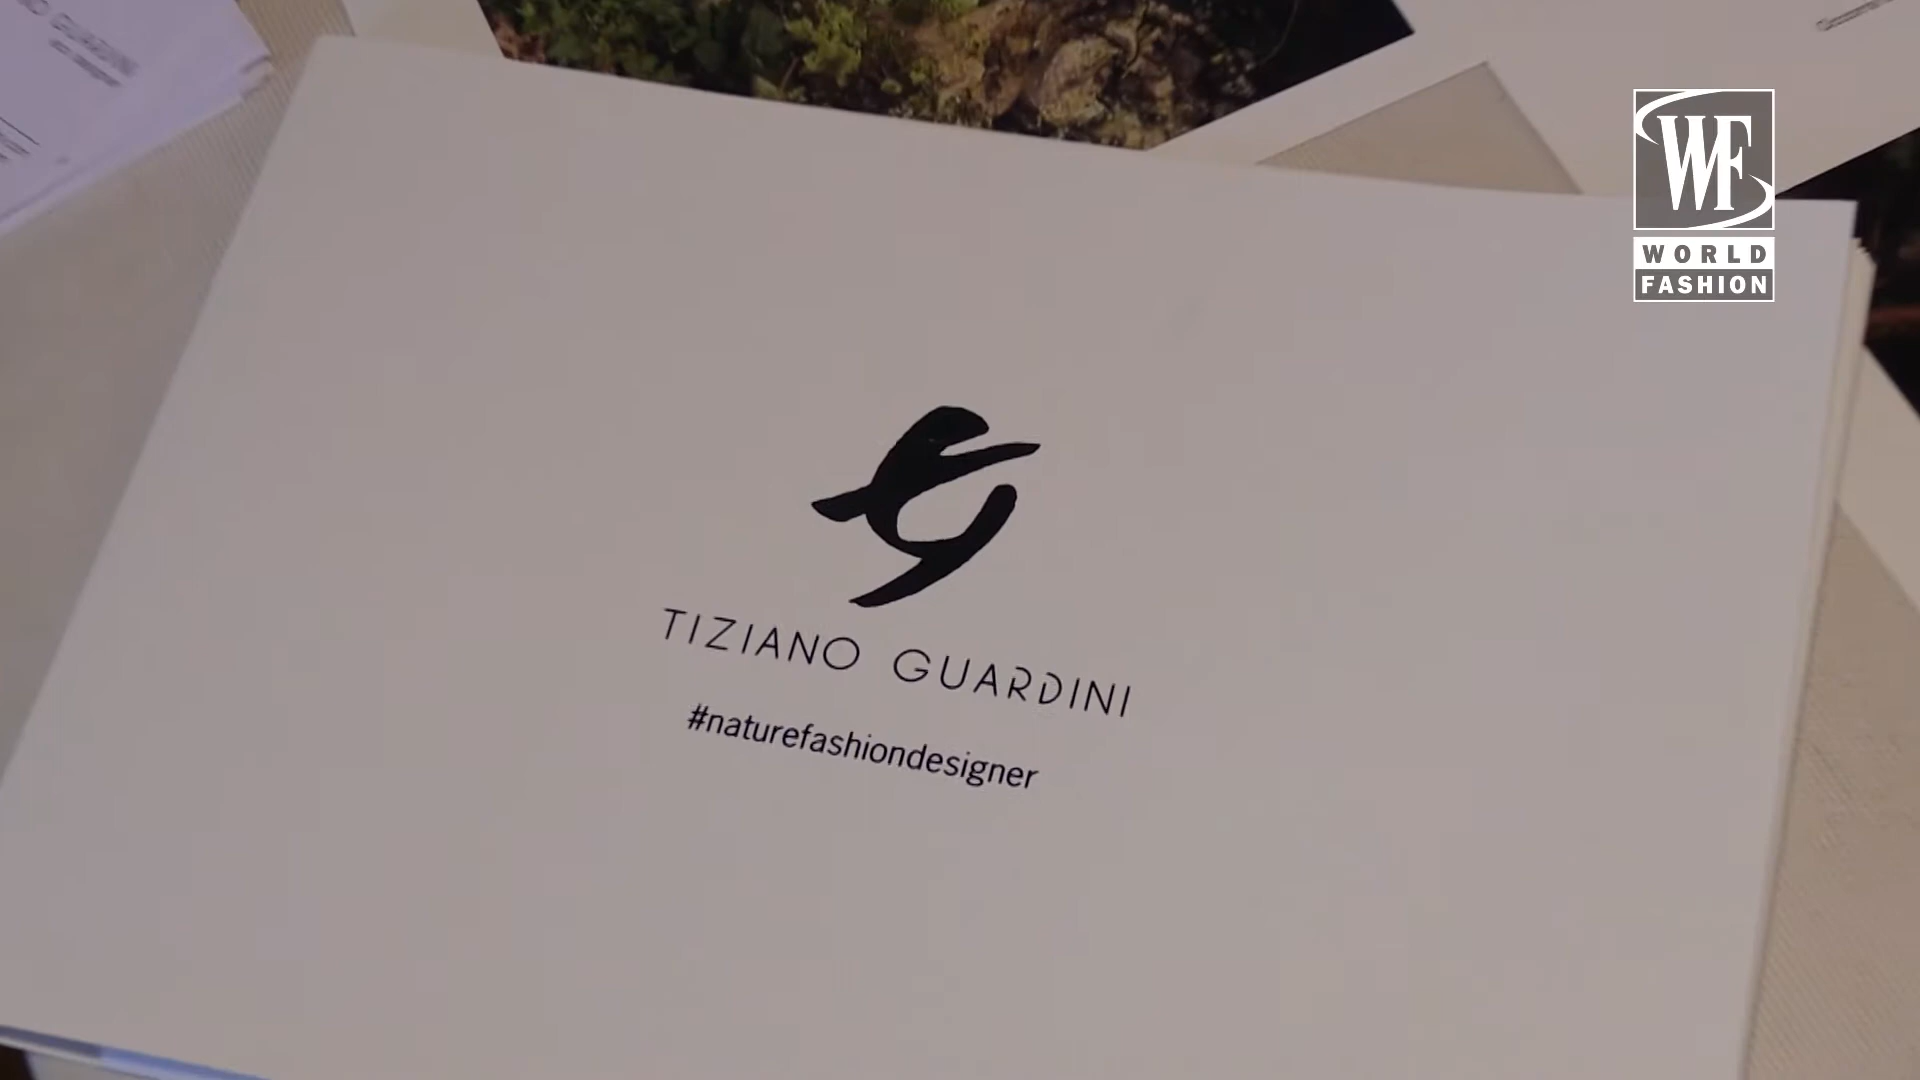 WF
WORLD
FASHION
TIZIANO GUARDINI
#naturefashiondesigner